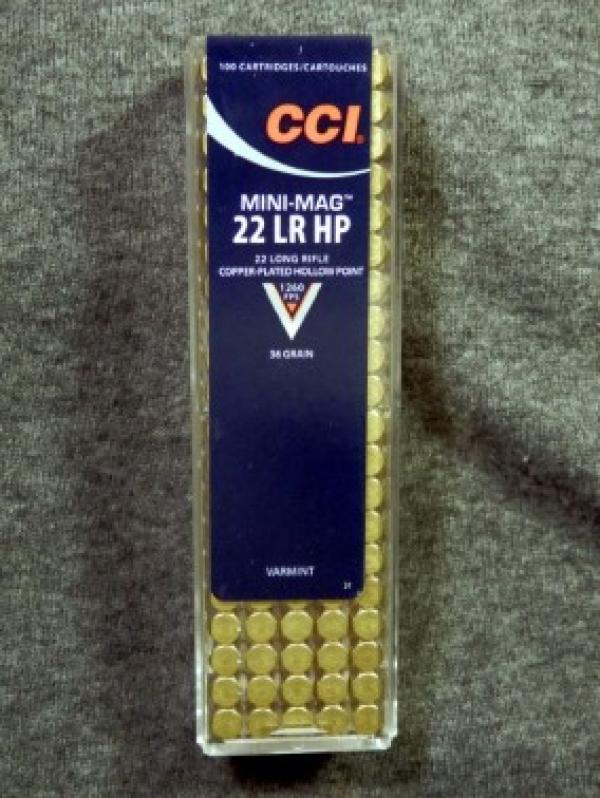 100 CARTRIDGES/CARTOUCHES
CCI®
MINI-MAG™
22 LR HP
22 LONG RIFLE
COPPER-PLATED HOLLOW POINT
1260
FPS
36 GRAIN
VARMINT